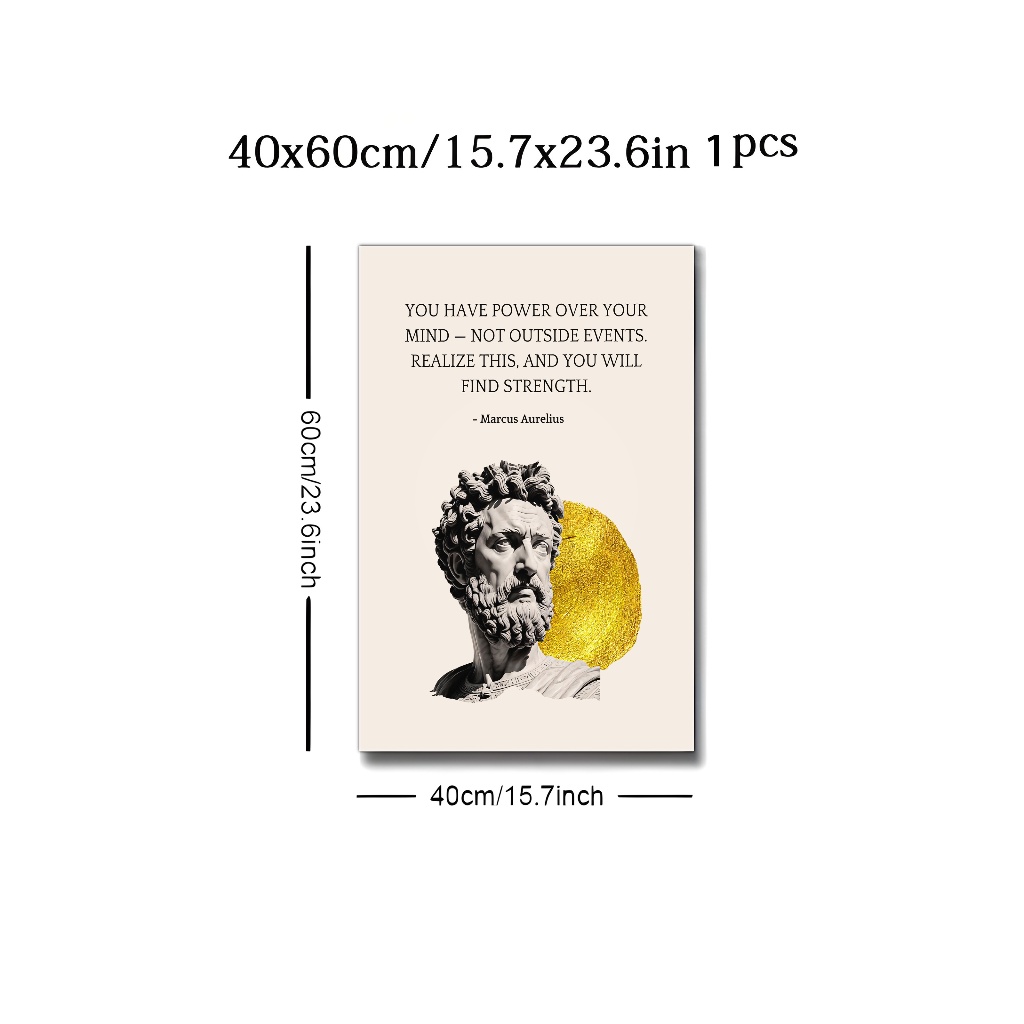 40x60cm/15.7x23.6in 1pcs
YOU HAVE POWER OVER YOUR
MIND – NOT OUTSIDE EVENTS.
REALIZE THIS, AND YOU WILL
FIND STRENGTH.
- Marcus Aurelius
60cm/23.6inch
40cm/15.7inch